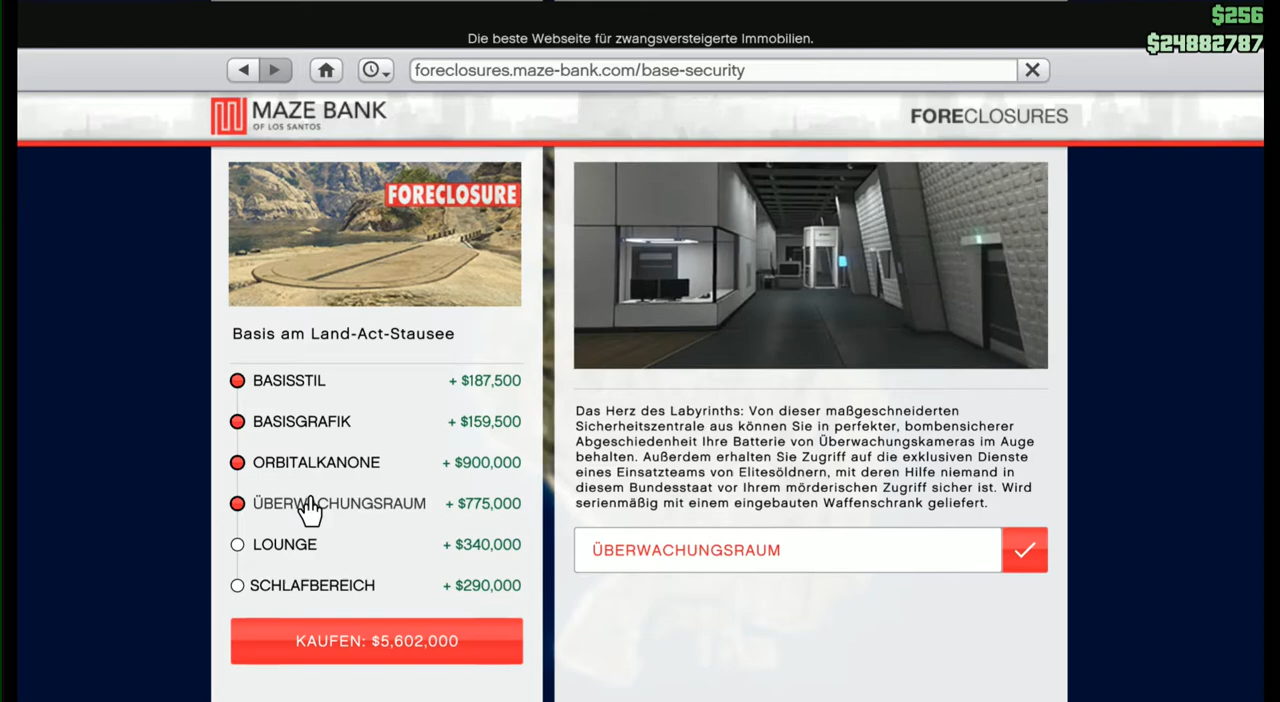 $256
$24882787
Die beste Webseite für zwangsversteigerte Immobilien.
foreclosures.maze-bank.com/base-security
MAZE BANK
OF LOS SANTOS
FORECLOSURES
FORECLOSURE
Basis am Land-Act-Stausee
BASISSTIL + $187,500
BASISGRAFIK + $159,500
ORBITALKANONE + $900,000
ÜBERWACHUNGSRAUM + $775,000
LOUNGE + $340,000
SCHLAFBEREICH + $290,000
KAUFEN: $5,602,000
Das Herz des Labyrinths: Von dieser maßgeschneiderten
Sicherheitszentrale aus können Sie in perfekter, bombensicherer
Abgeschiedenheit Ihre Batterie von Überwachungskameras im Auge
behalten. Außerdem erhalten Sie Zugriff auf die exklusiven Dienste
eines Einsatzteams von Elitesöldnern, mit deren Hilfe niemand in
diesem Bundesstaat vor Ihrem mörderischen Zugriff sicher ist. Wird
serienmäßig mit einem eingebauten Waffenschrank geliefert.
ÜBERWACHUNGSRAUM